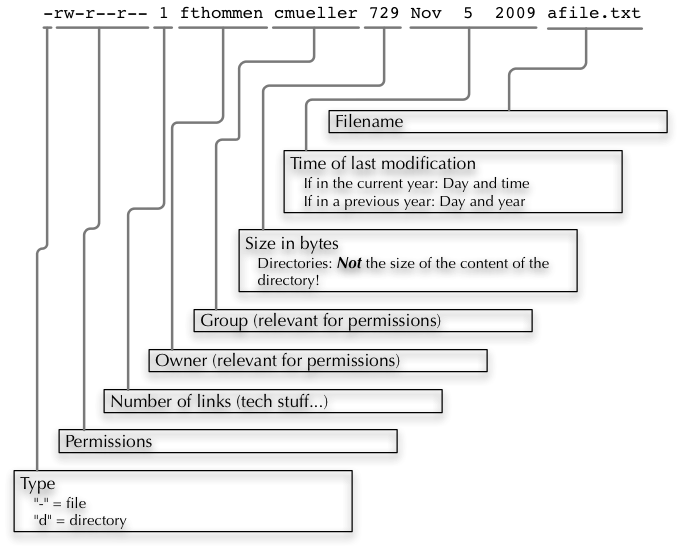 -rw-r--r-- 1 fthommen cmueller 729 Nov 5 2009 afile.txt
Filename
Time of last modification
If in the current year: Day and time
If in a previous year: Day and year
Size in bytes
Directories: Not the size of the content of the
directory!
Group (relevant for permissions)
Owner (relevant for permissions)
Number of links (tech stuff...)
Permissions
Type
"-" = file
"d" = directory